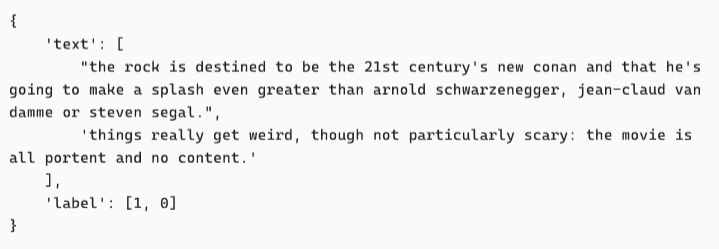 {
    'text': [
        "the rock is destined to be the 21st century's new conan and that he's
going to make a splash even greater than arnold schwarzenegger, jean-claud van
damme or steven segal.",
        'things really get weird, though not particularly scary: the movie is
all portent and no content.'
    ],
    'label': [1, 0]
}